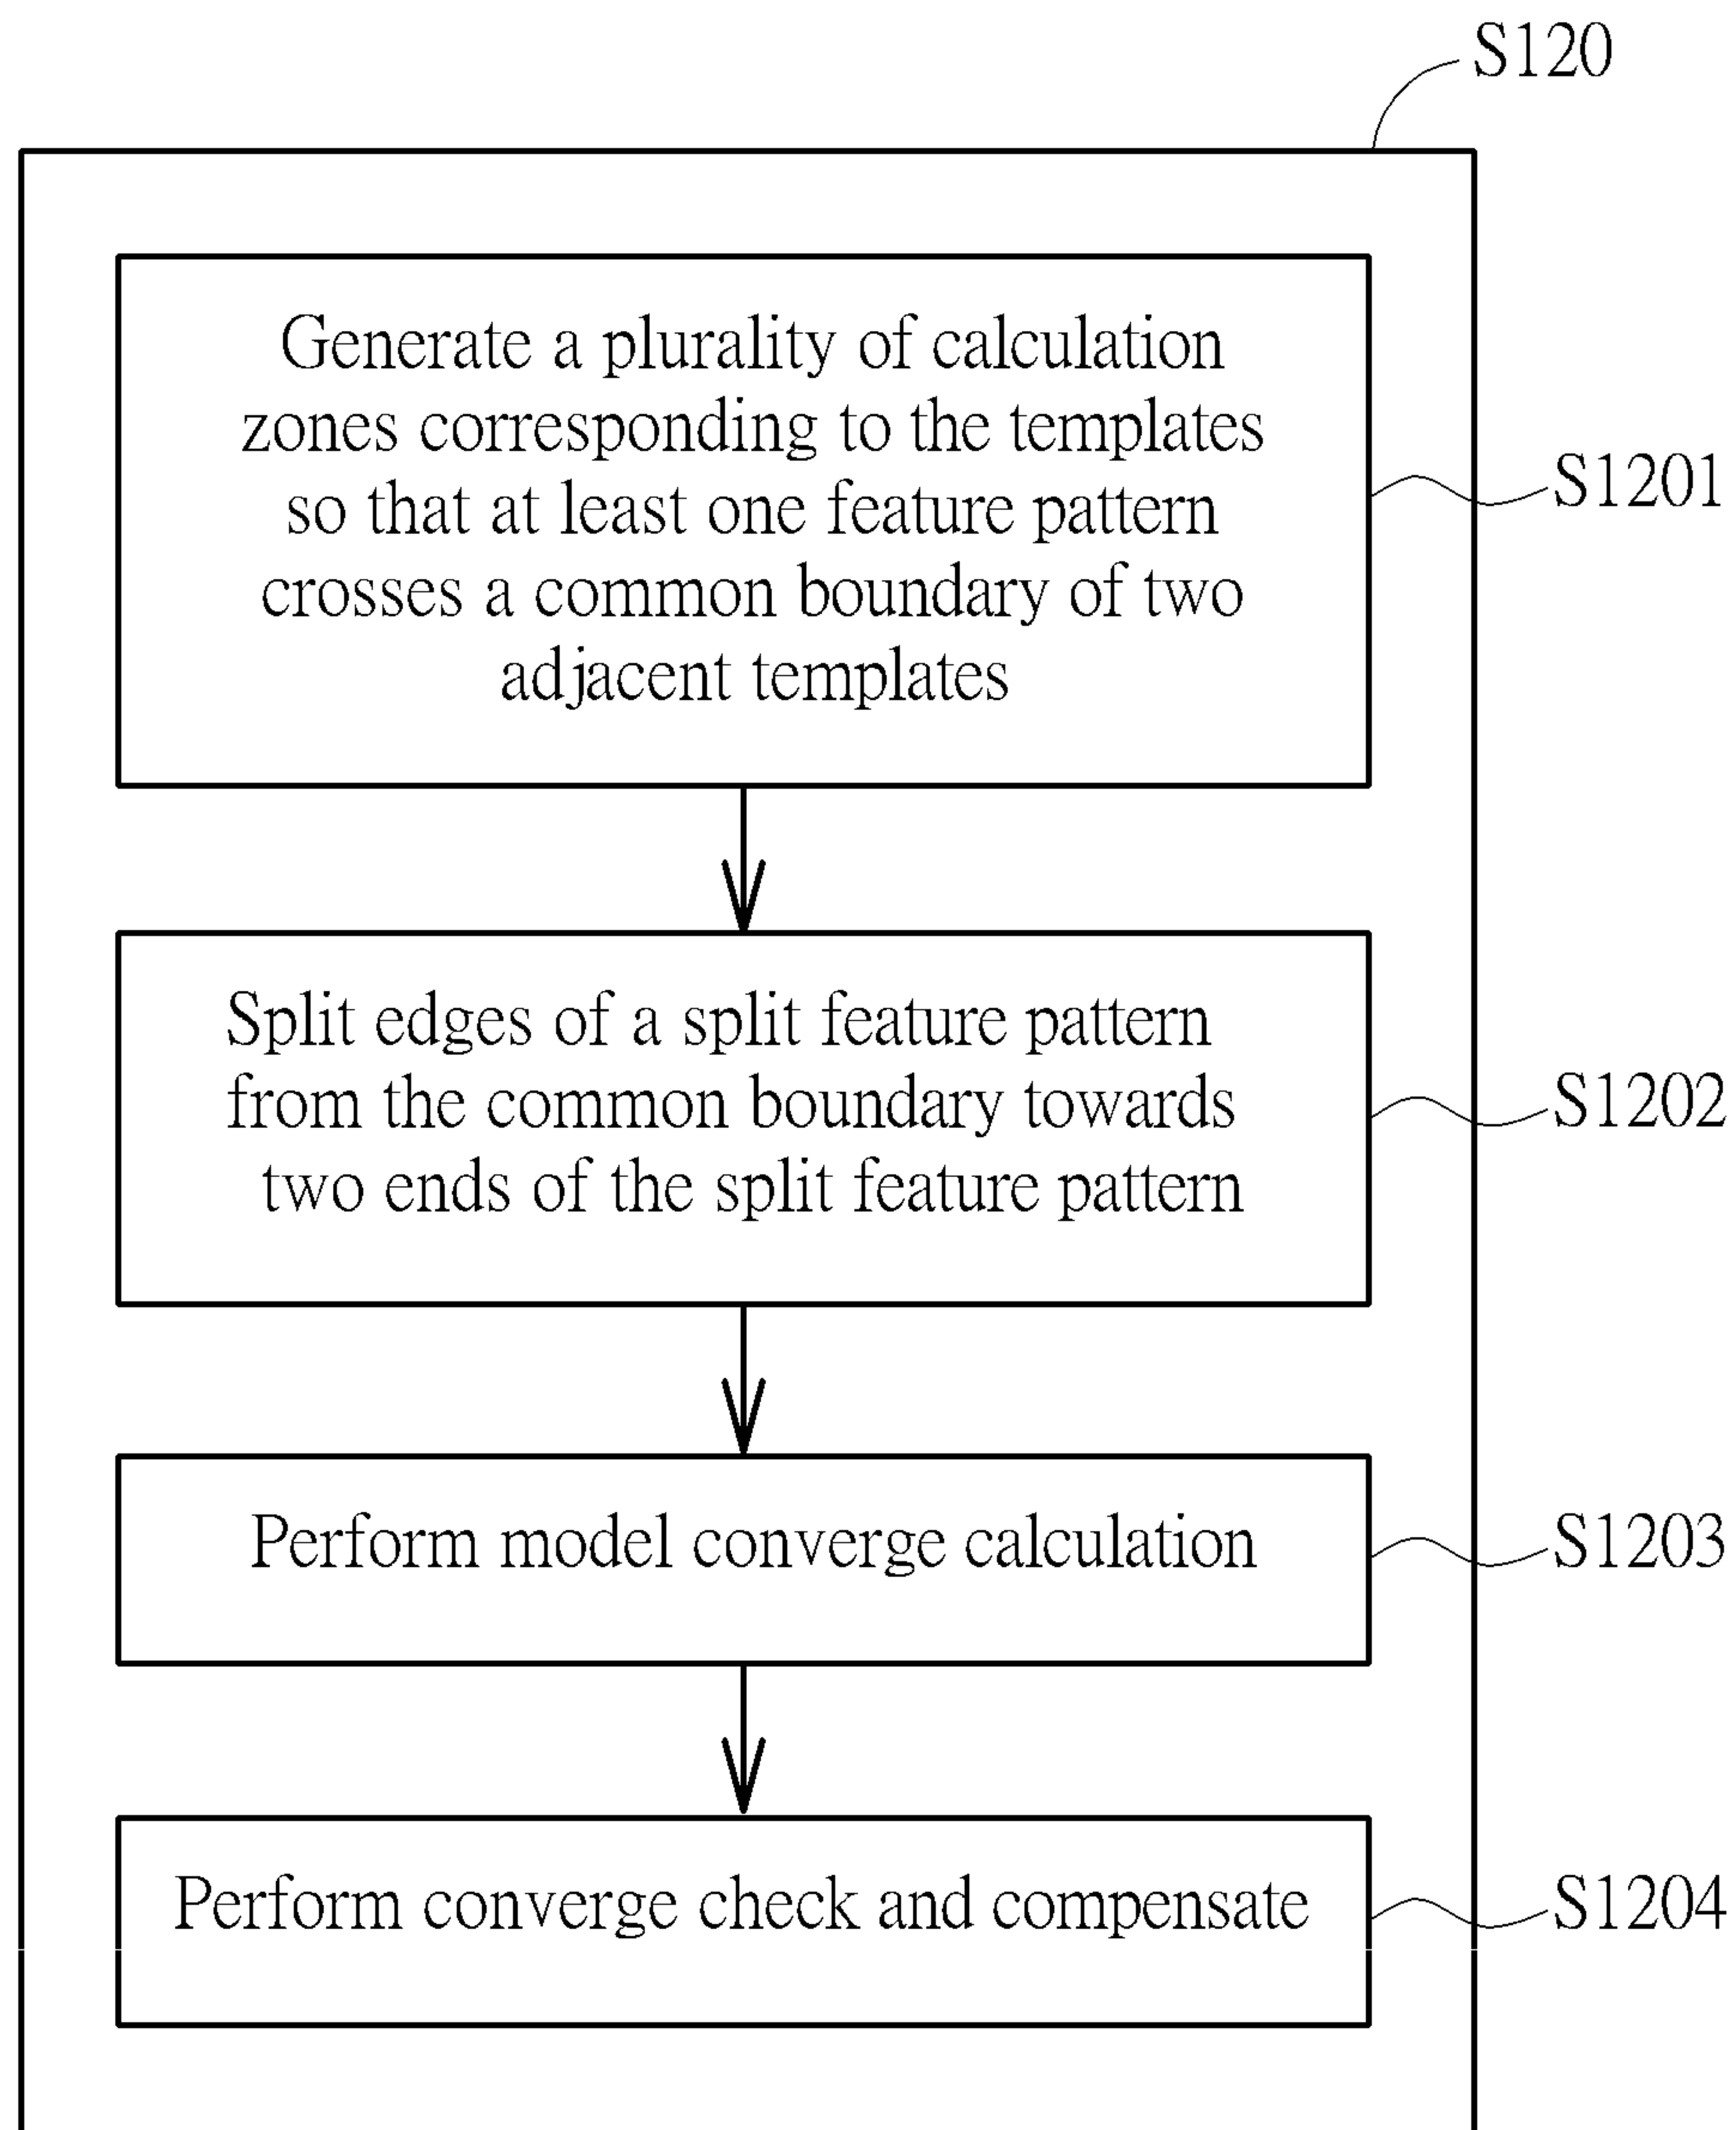 S120
Generate a plurality of calculation
zones corresponding to the templates
so that at least one feature pattern
crosses a common boundary of two
adjacent templates
S1201
Split edges of a split feature pattern
from the common boundary towards
two ends of the split feature pattern
S1202
Perform model converge calculation
S1203
Perform converge check and compensate
S1204